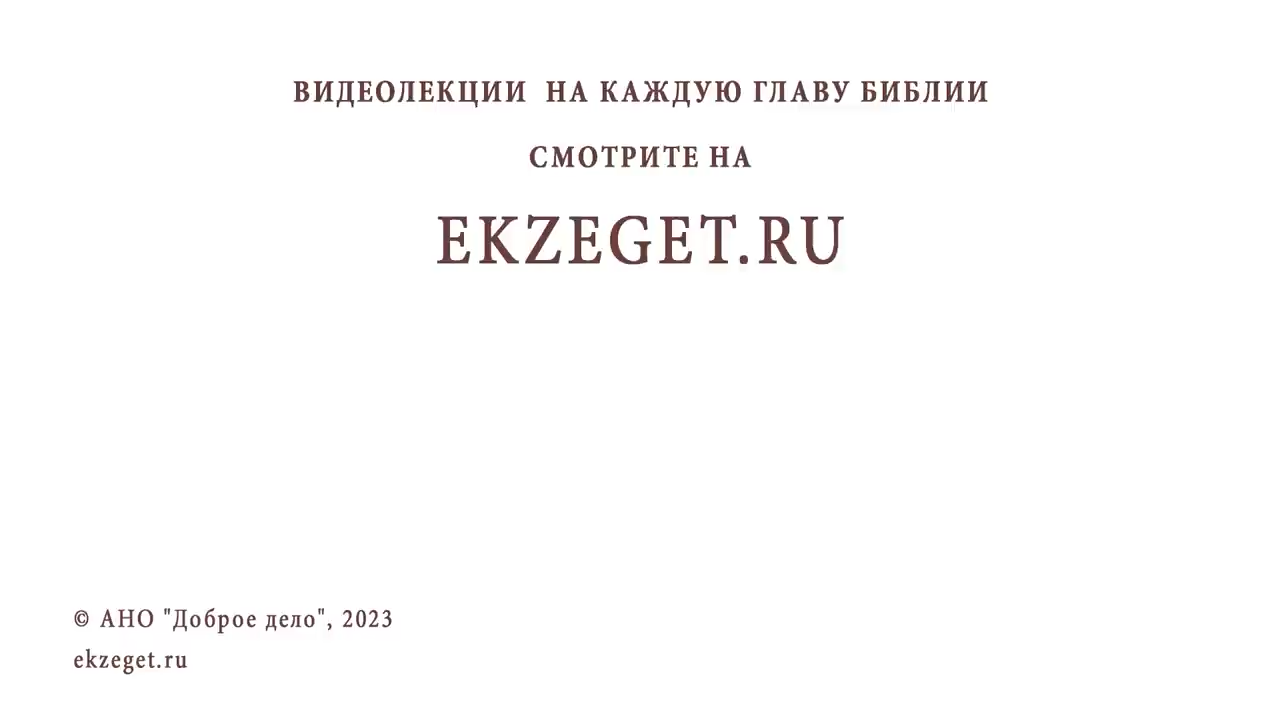 ВИДЕОЛЕКЦИИ НА КАЖДУЮ ГЛАВУ БИБЛИИ
СМОТРИТЕ НА
EKZEGET.RU
© АНО "Доброе дело", 2023
ekzeget.ru